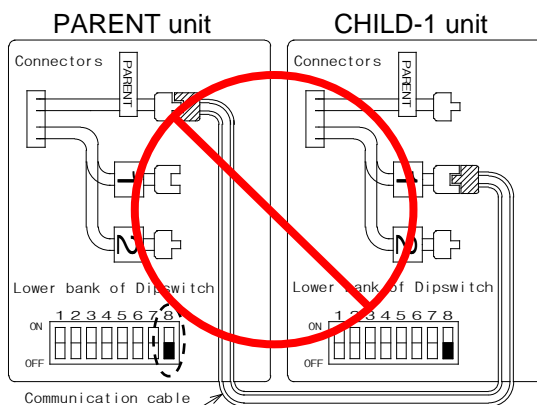 PARENT unit
CHILD-1 unit
Connectors
PARENT
1
2
Lower bank of Dipswitch
1 2 3 4 5 6 7 8
ON
OFF
Communication cable
Connectors
PARENT
1
2
Lower bank of Dipswitch
1 2 3 4 5 6 7 8
ON
OFF